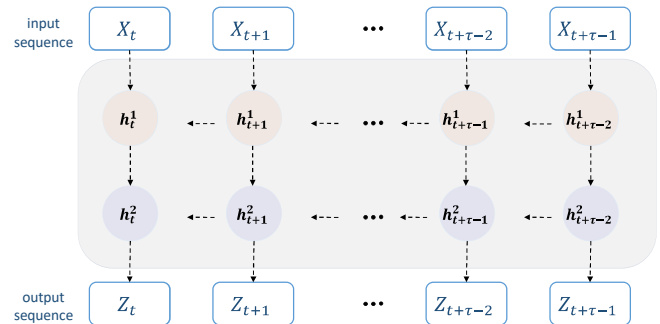 input
sequence
X_t X_{t+1} ... X_{t+τ−2} X_{t+τ−1}
h_t^1 h_{t+1}^1 ... h_{t+τ−1}^1 h_{t+τ−2}^1
h_t^2 h_{t+1}^2 ... h_{t+τ−1}^2 h_{t+τ−2}^2
output
sequence
Z_t Z_{t+1} ... Z_{t+τ−2} Z_{t+τ−1}